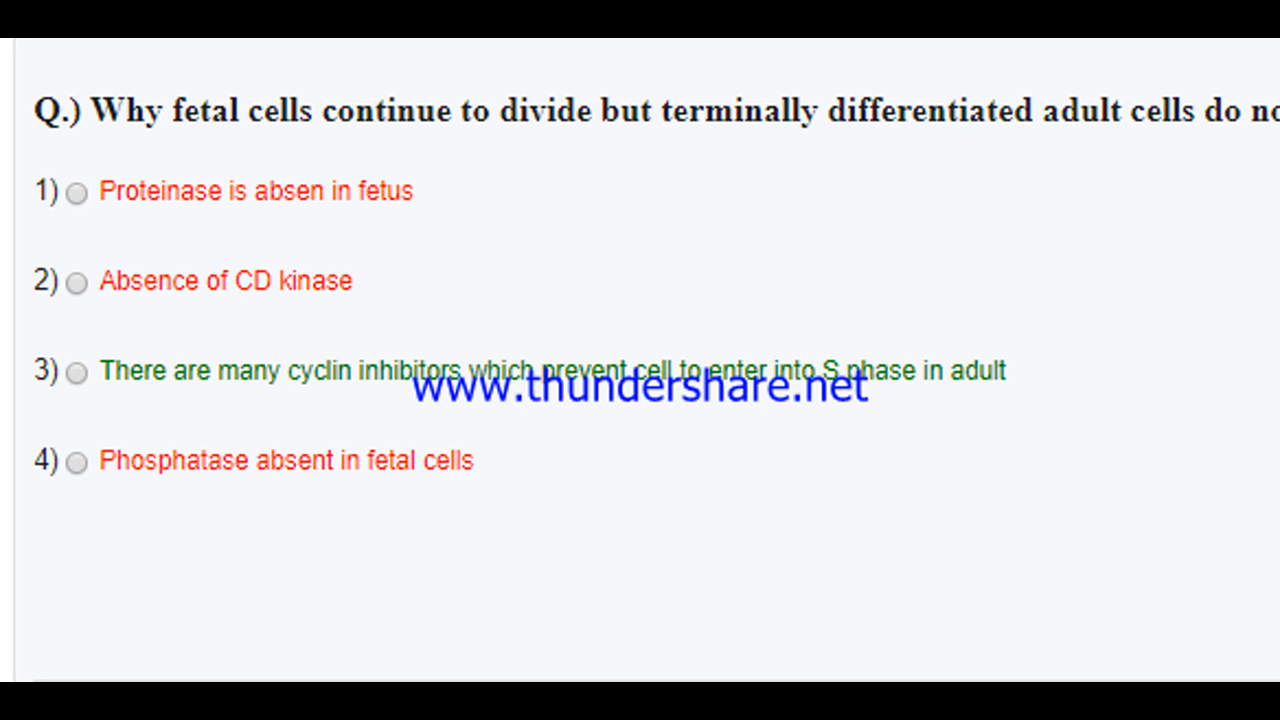 Q.) Why fetal cells continue to divide but terminally differentiated adult cells do
1) Proteinase is absen in fetus
2) Absence of CD kinase
3) There are many cyclin inhibitors which prevent cell to enter into S phase in adult
www.thundershare.net
4) Phosphatase absent in fetal cells